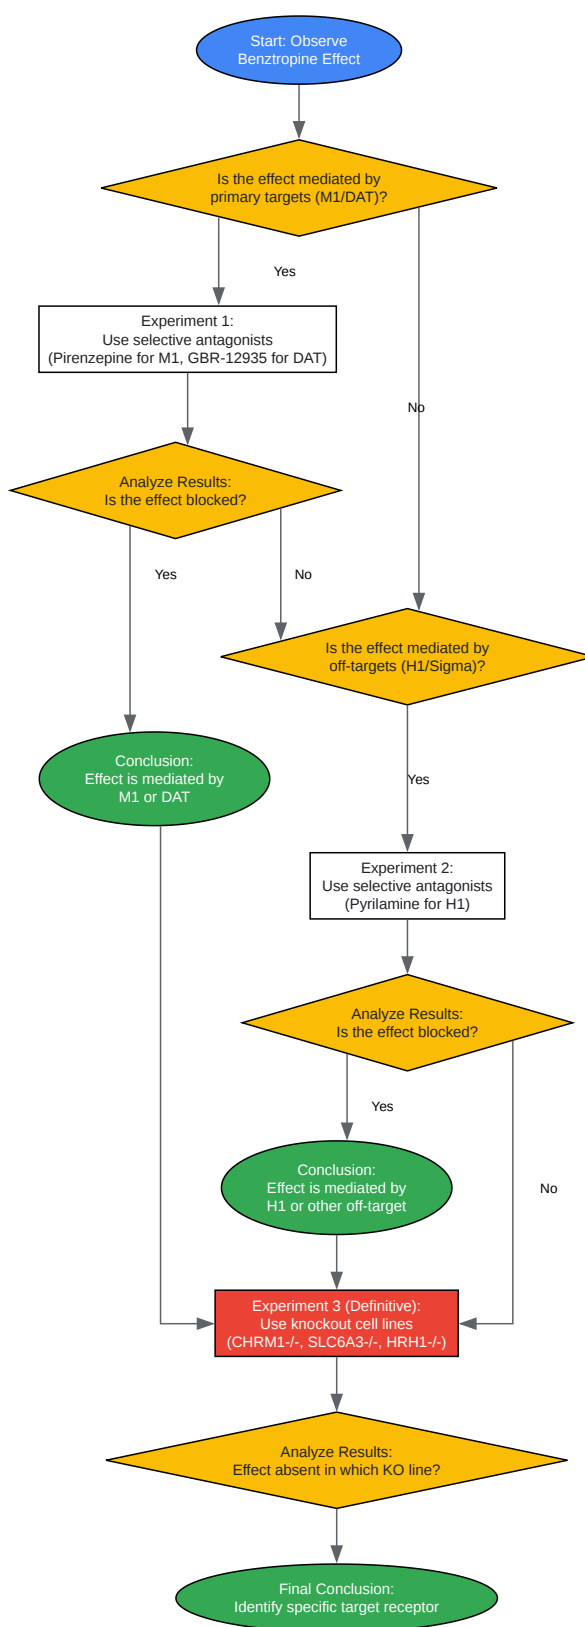 Start: Observe
Benztropine Effect
Is the effect mediated by
primary targets (M1/DAT)?
Yes
Experiment 1:
Use selective antagonists
(Pirenzepine for M1, GBR-12935 for DAT)
No
Analyze Results:
Is the effect blocked?
Yes
No
Is the effect mediated by
off-targets (H1/Sigma)?
Conclusion:
Effect is mediated by
M1 or DAT
Yes
Experiment 2:
Use selective antagonists
(Pyrilamine for H1)
Analyze Results:
Is the effect blocked?
Yes
Conclusion:
Effect is mediated by
H1 or other off-target
No
Experiment 3 (Definitive):
Use knockout cell lines
(CHRM1-/-, SLC6A3-/-, HRH1-/-)
Analyze Results:
Effect absent in which KO line?
Final Conclusion:
Identify specific target receptor